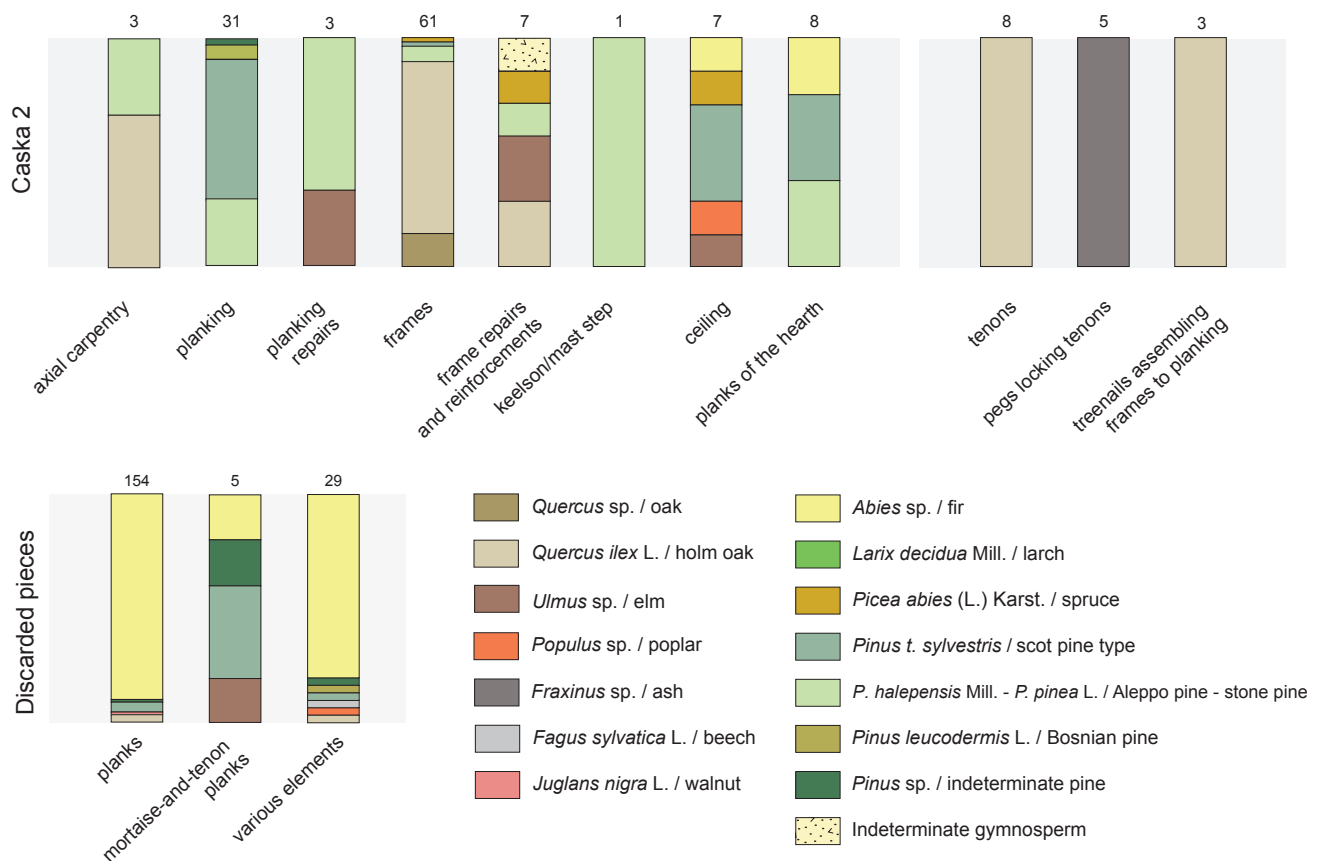 3 31 3 61 7 1 7 8 8 5 3
Caska 2
axial carpentry
planking
planking
repairs
frames
frame repairs
and reinforcements
keelson/mast step
ceiling
planks of the hearth
tenons
pegs locking tenons
treenails assembling
frames to planking
154 5 29
Discarded pieces
planks
mortaise-and-tenon
planks
various elements
Quercus sp. / oak
Quercus ilex L. / holm oak
Ulmus sp. / elm
Populus sp. / poplar
Fraxinus sp. / ash
Fagus sylvatica L. / beech
Juglans nigra L. / walnut
Abies sp. / fir
Larix decidua Mill. / larch
Picea abies (L.) Karst. / spruce
Pinus t. sylvestris / scot pine type
P. halepensis Mill. - P. pinea L. / Aleppo pine - stone pine
Pinus leucodermis L. / Bosnian pine
Pinus sp. / indeterminate pine
Indeterminate gymnosperm